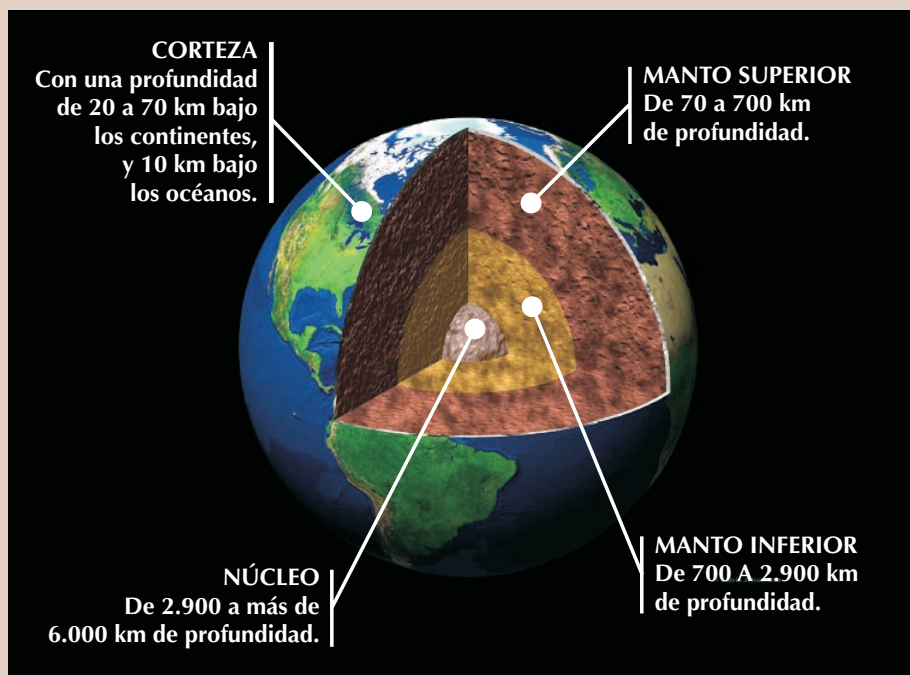 CORTEZA
Con una profundidad
de 20 a 70 km bajo
los continentes,
y 10 km bajo
los océanos.
MANTO SUPERIOR
De 70 a 700 km
de profundidad.
NÚCLEO
De 2.900 a más de
6.000 km de profundidad.
MANTO INFERIOR
De 700 A 2.900 km
de profundidad.